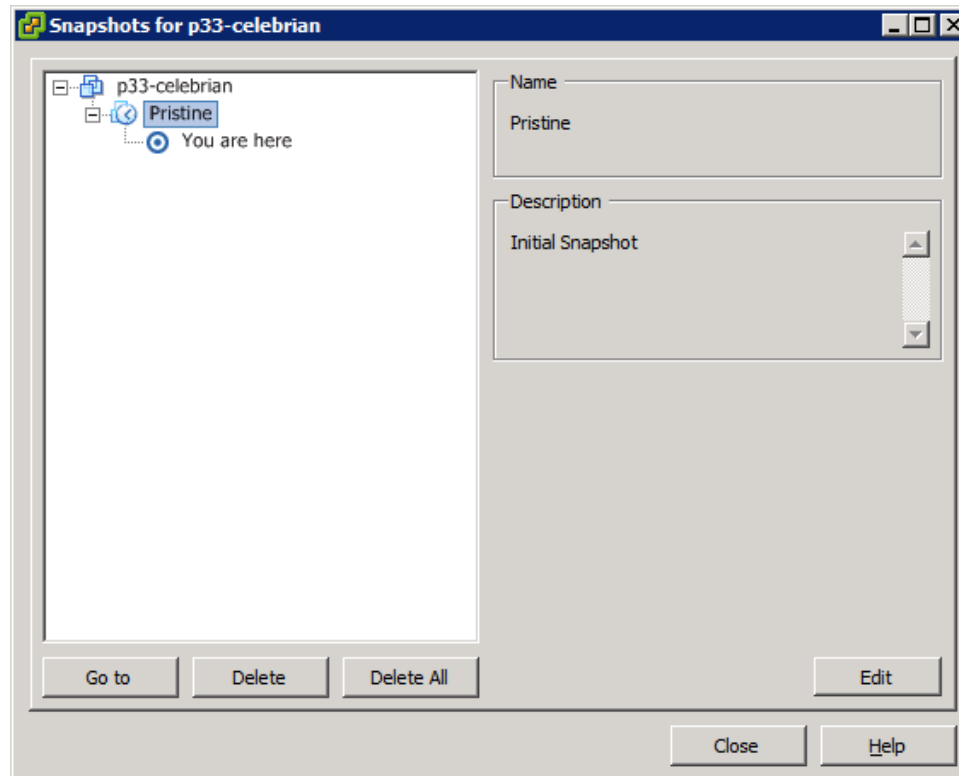 Snapshots for p33-celebrian
p33-celebrian
Pristine
You are here
Name
Pristine
Description
Initial Snapshot
Go to
Delete
Delete All
Edit
Close
Help